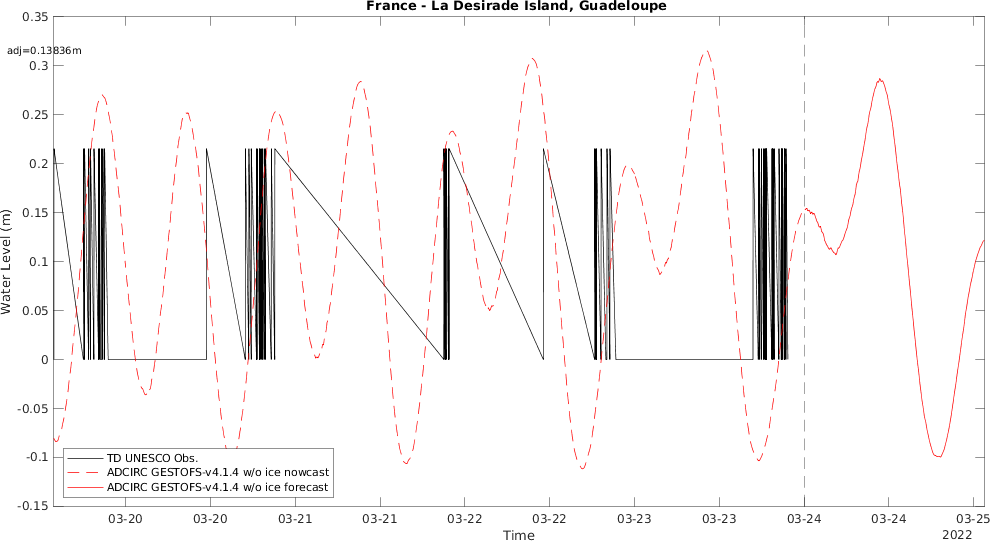 France - La Desirade Island, Guadeloupe
adj=0.13836m
0.35
0.3
0.25
0.2
0.15
0.1
0.05
0
-0.05
-0.1
-0.15
Water Level (m)
TD UNESCO Obs.
ADCIRC GESTOFS-v4.1.4 w/o ice nowcast
ADCIRC GESTOFS-v4.1.4 w/o ice forecast
03-20 03-20 03-21 03-21 03-22 03-22 03-23 03-23 03-24 03-24 03-25
Time
2022